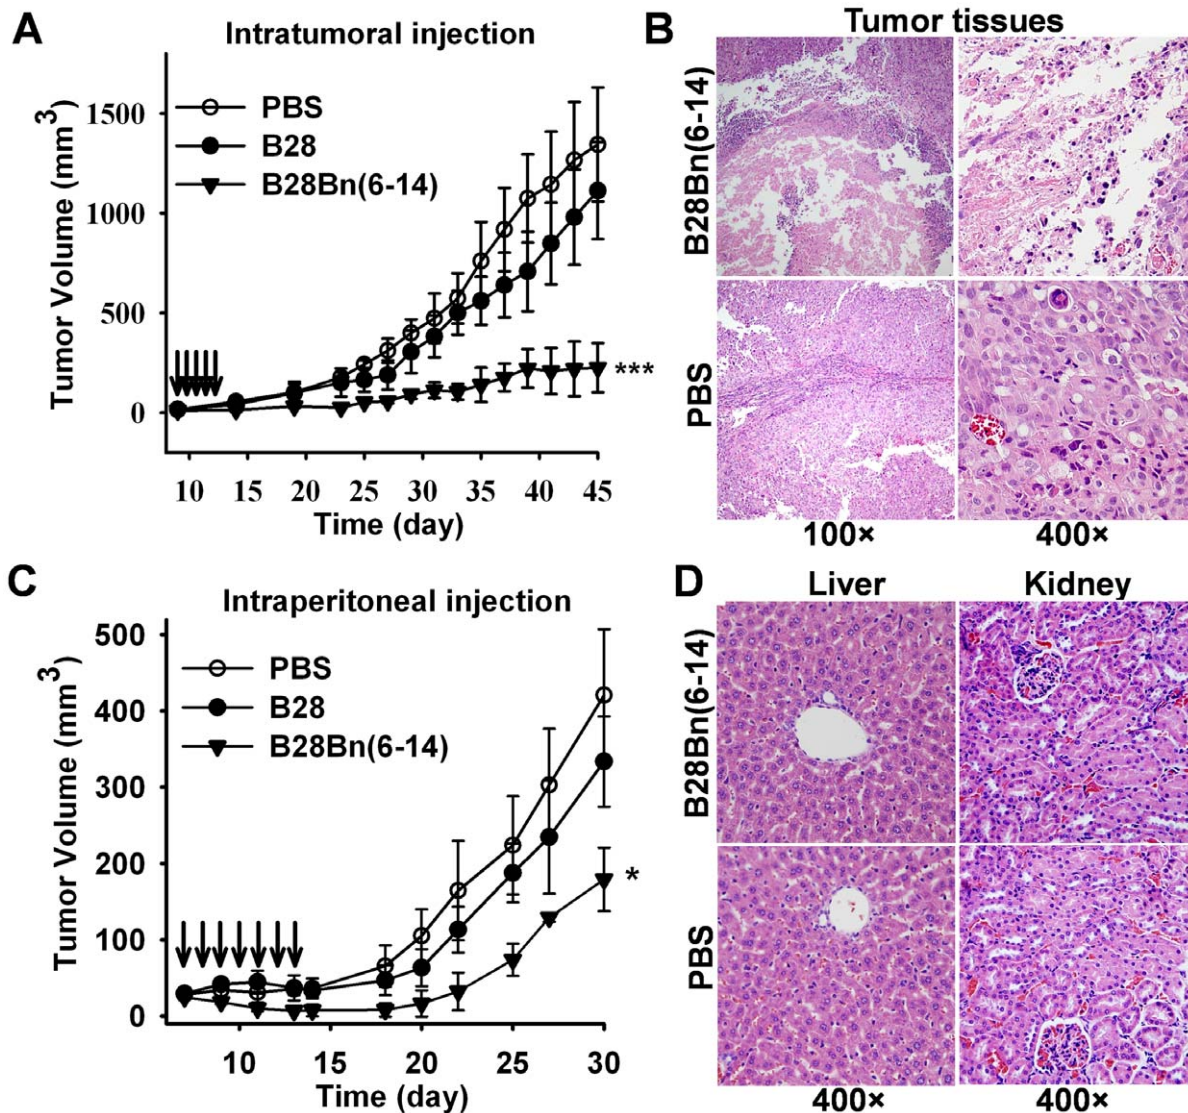 A
Intratumoral injection
PBS
B28
B28Bn(6-14)
Tumor Volume (mm3)
1500
1000
500
0
***
10 15 20 25 30 35 40 45
Time (day)
B
Tumor tissues
B28Bn(6-14)
PBS
100× 400×
C
Intraperitoneal injection
PBS
B28
B28Bn(6-14)
Tumor Volume (mm3)
500
400
300
200
100
0
*
10 15 20 25 30
Time (day)
D
Liver Kidney
B28Bn(6-14)
PBS
400× 400×